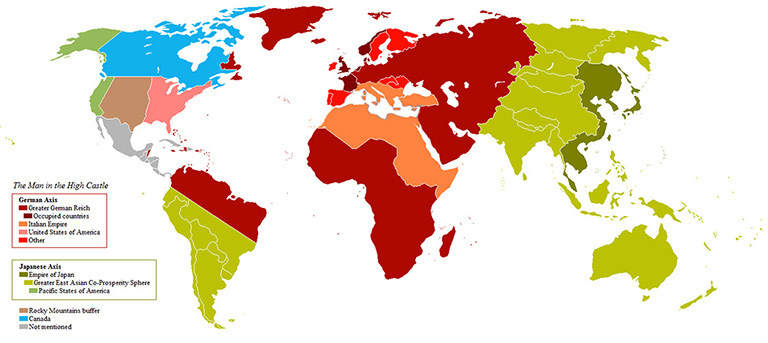 The Man in the High Castle
German Axis
Greater German Reich
Occupied countries
Italian Empire
United States of America
Other
Japanese Axis
Empire of Japan
Greater East Asian Co-Prosperity Sphere
Pacific States of America
Rocky Mountains buffer
Canada
Not mentioned